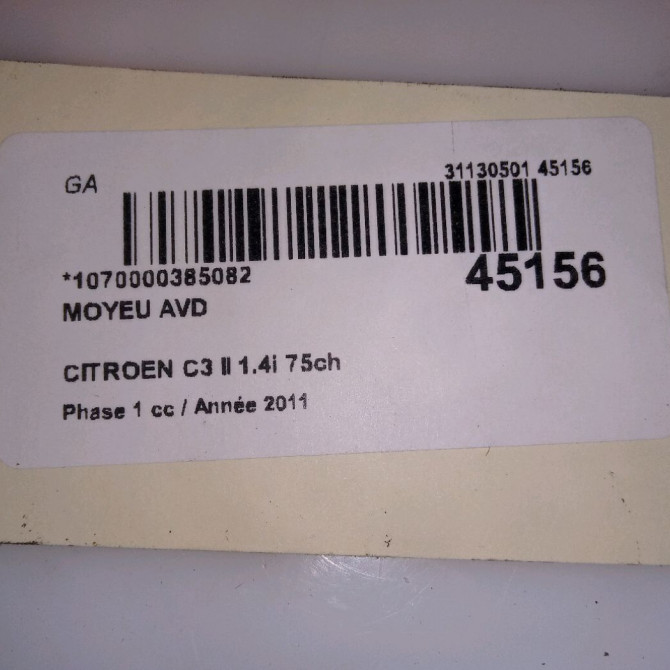 GA
31130501 45156
*1070000385082
45156
MOYEU AVD
CITROEN C3 II 1.4i 75ch
Phase 1 cc / Année 2011